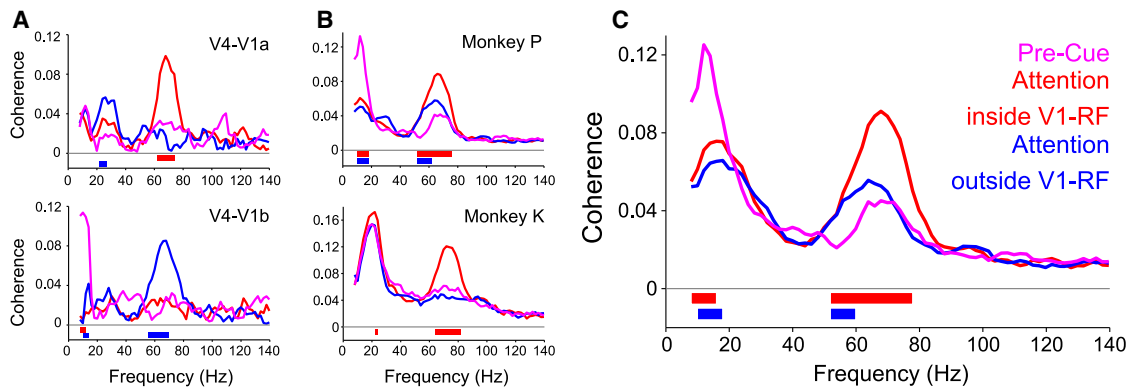 A
V4-V1a
Coherence
0.12
0.08
0.04
0
0 20 40 60 80 100 120 140
V4-V1b
Coherence
0.12
0.09
0.06
0.03
0
0 20 40 60 80 100 120 140
Frequency (Hz)
B
Monkey P
0.12
0.08
0.04
0
0 20 40 60 80 100 120 140
Monkey K
0.16
0.12
0.08
0.04
0
0 20 40 60 80 100 120 140
Frequency (Hz)
C
Pre-Cue
Attention
inside V1-RF
Attention
outside V1-RF
Coherence
0.12
0.08
0.04
0
0 20 40 60 80 100 120 140
Frequency (Hz)